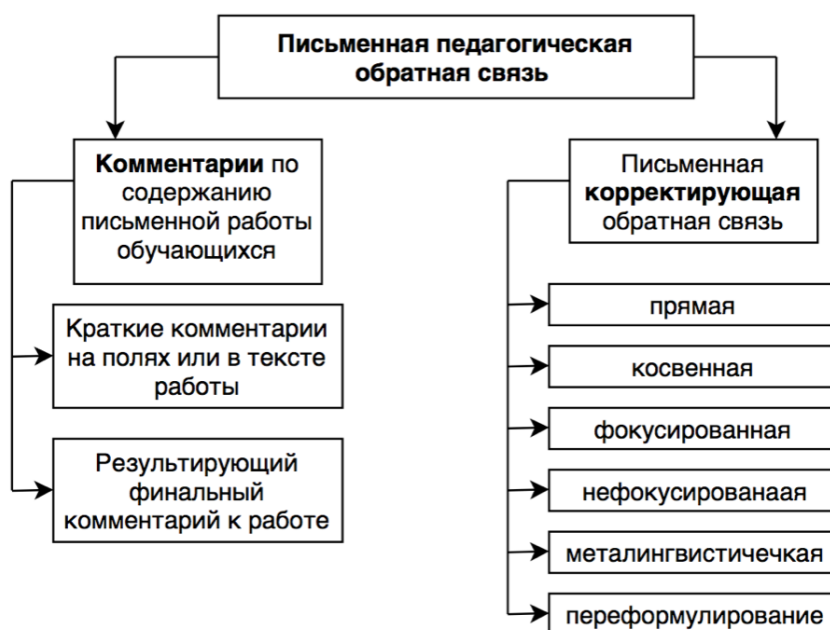 Письменная педагогическая
обратная связь
Комментарии по
содержанию
письменной работы
обучающихся
Краткие комментарии
на полях или в тексте
работы
Результирующий
финальный
комментарий к работе
Письменная
корректирующая
обратная связь
прямая
косвенная
фокусированная
нефокусированаая
металингвистичечкая
переформулирование